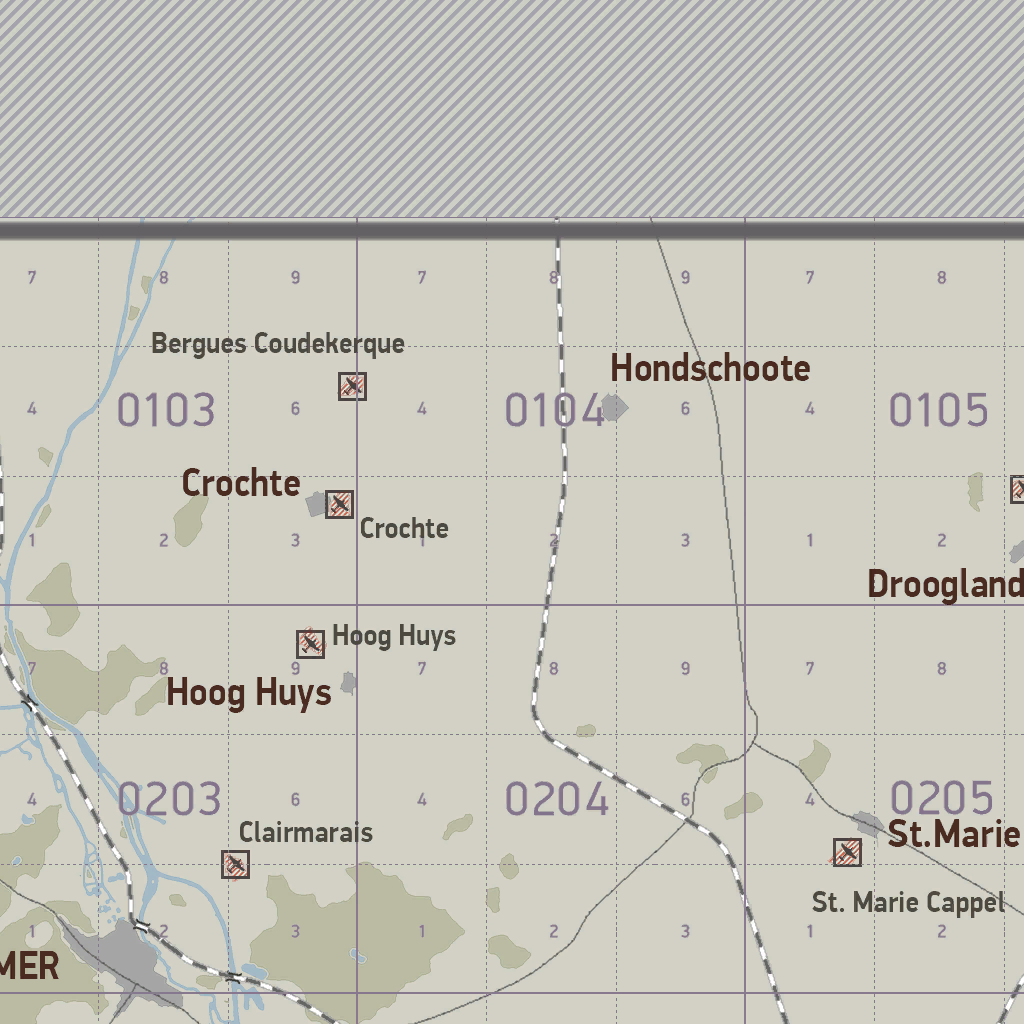 7 8 9 7 8 9 7 8
Bergues Coudekerque
Hondschoote
4 0103 6 4 0104 6 4 0105
Crochte
Crochte
1 2 3 1 2 3 1 2
Droogland
Hoog Huys
7 8 9 7 8 9 7 8
Hoog Huys
4 0203 6 4 0204 6 4 0205
Clairmarais
St.Marie
St. Marie Cappel
1 2 3 1 2 3 1 2
MER